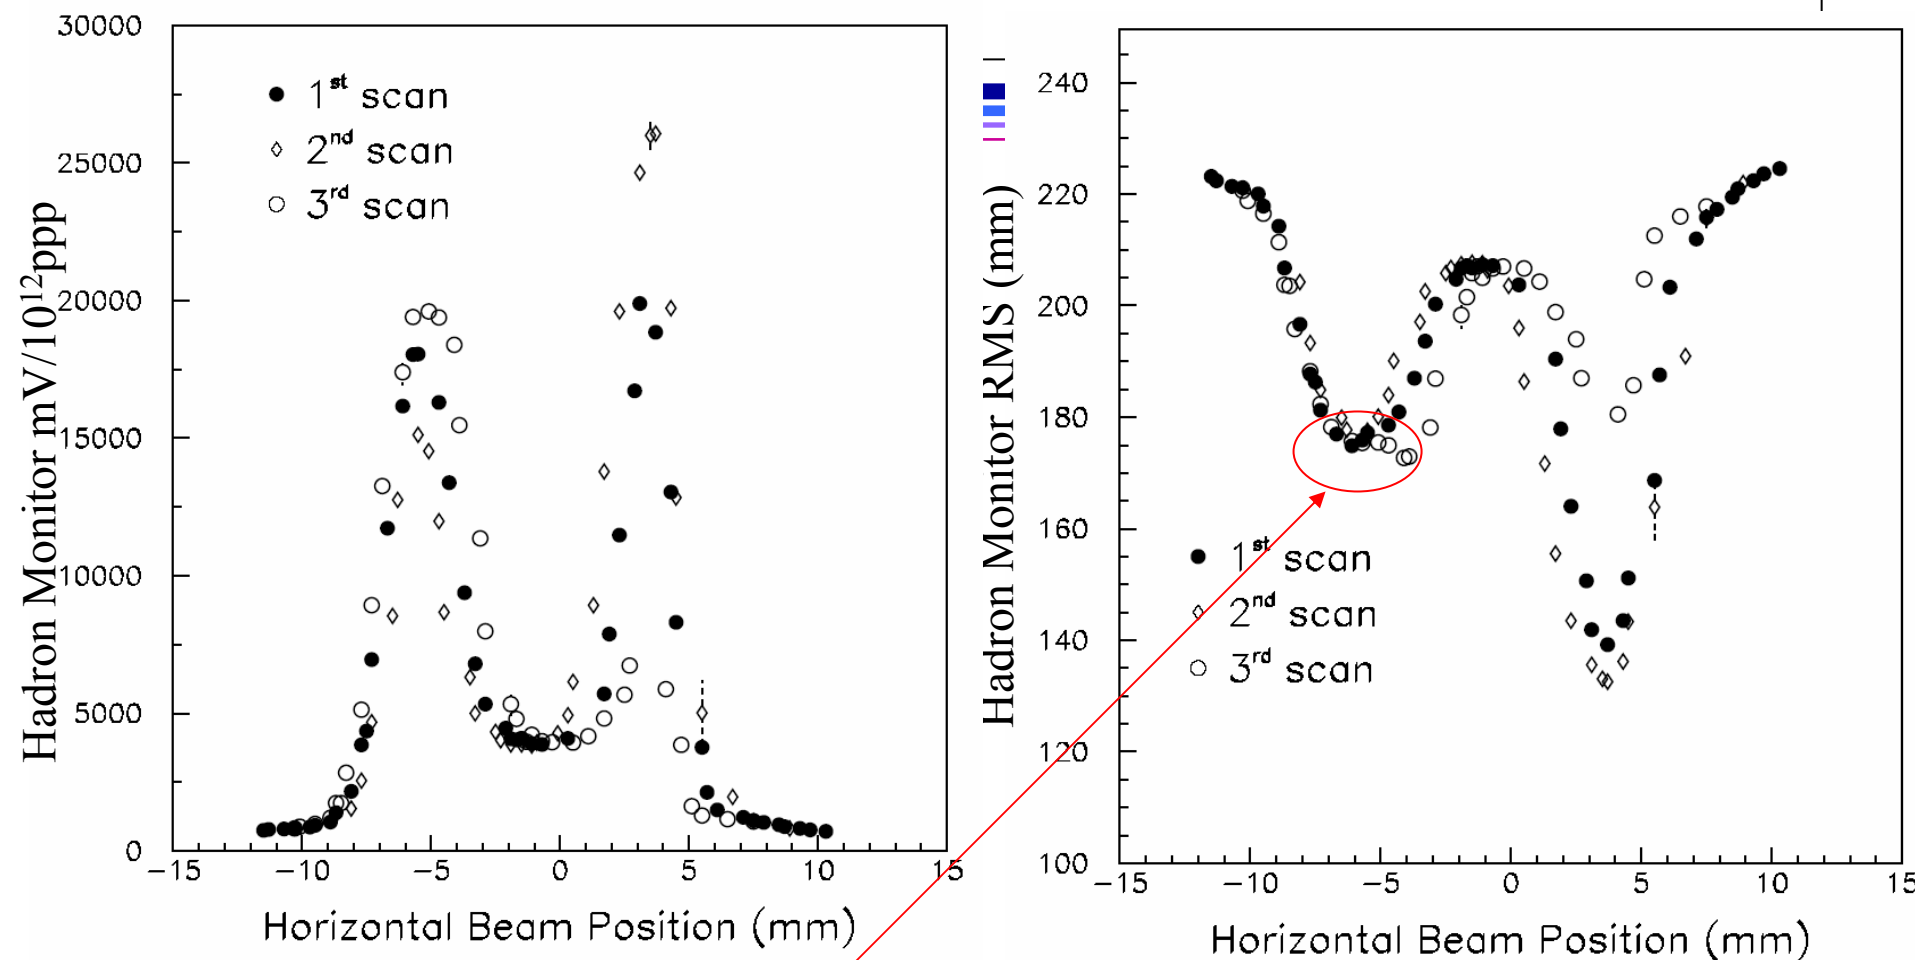 30000
25000
20000
15000
10000
5000
0
Hadron Monitor mV/10¹²ppp
● 1ˢᵗ scan
◇ 2ⁿᵈ scan
○ 3ʳᵈ scan
−15 −10 −5 0 5 10 15
Horizontal Beam Position (mm)
240
220
200
180
160
140
120
100
Hadron Monitor RMS (mm)
● 1ˢᵗ scan
◇ 2ⁿᵈ scan
○ 3ʳᵈ scan
−15 −10 −5 0 5 10 15
Horizontal Beam Position (mm)